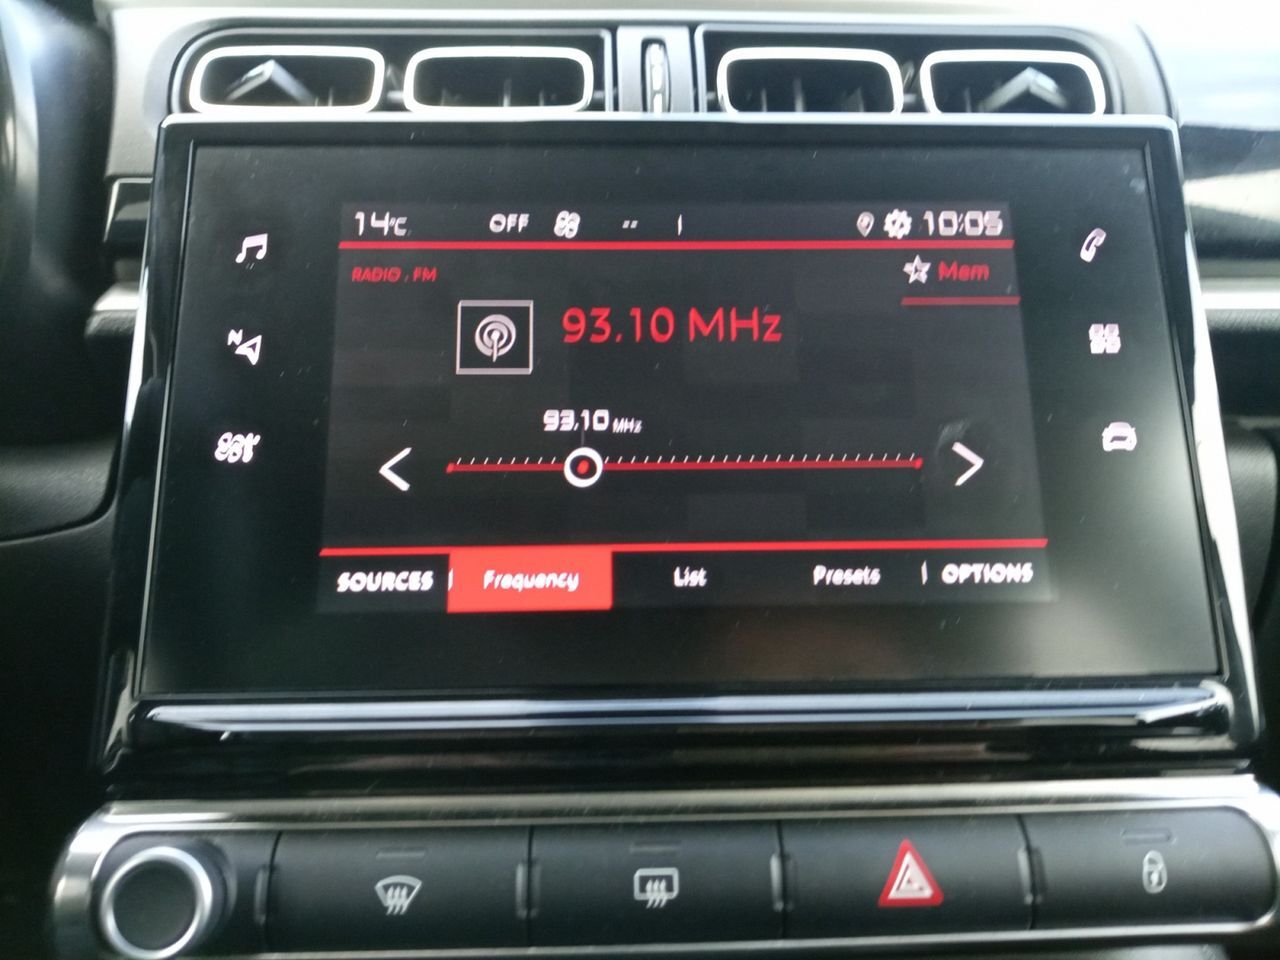 14°C OFF -- 10:05
RADIO . FM Mem
93.10 MHz
93.10 MHz
N
SOURCES Frequency List Presets OPTIONS